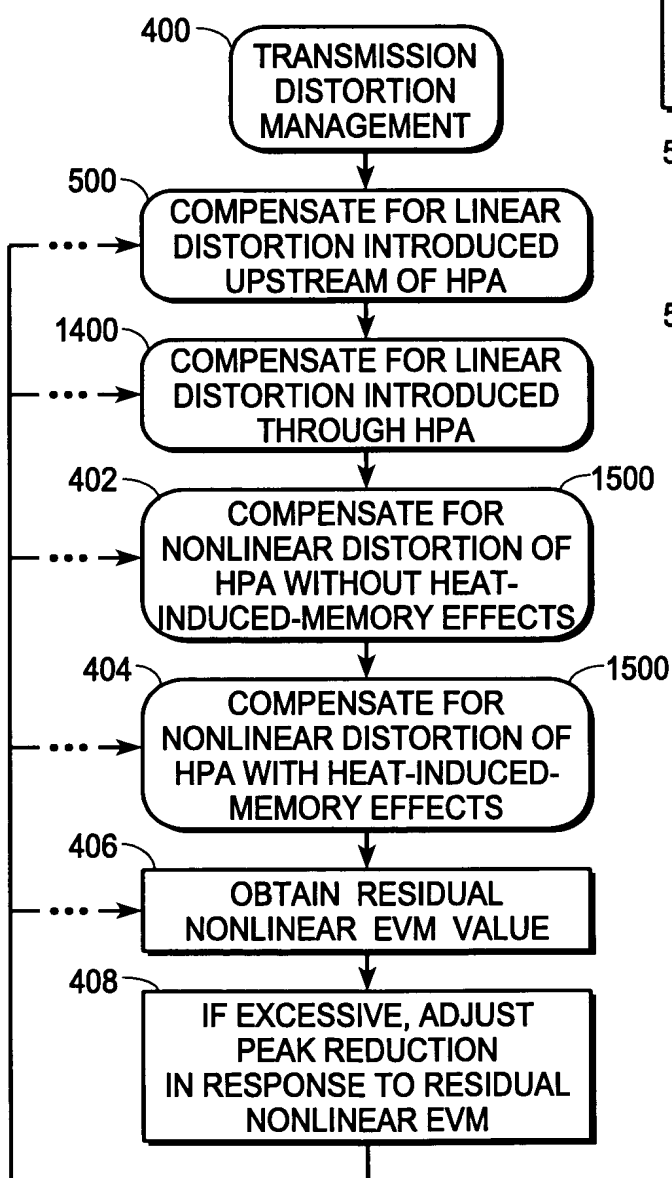 400
TRANSMISSION
DISTORTION
MANAGEMENT
500
COMPENSATE FOR LINEAR
DISTORTION INTRODUCED
UPSTREAM OF HPA
1400
COMPENSATE FOR LINEAR
DISTORTION INTRODUCED
THROUGH HPA
402
1500
COMPENSATE FOR
NONLINEAR DISTORTION OF
HPA WITHOUT HEAT-
INDUCED-MEMORY EFFECTS
404
1500
COMPENSATE FOR
NONLINEAR DISTORTION OF
HPA WITH HEAT-INDUCED-
MEMORY EFFECTS
406
OBTAIN RESIDUAL
NONLINEAR EVM VALUE
408
IF EXCESSIVE, ADJUST
PEAK REDUCTION
IN RESPONSE TO RESIDUAL
NONLINEAR EVM
5
5